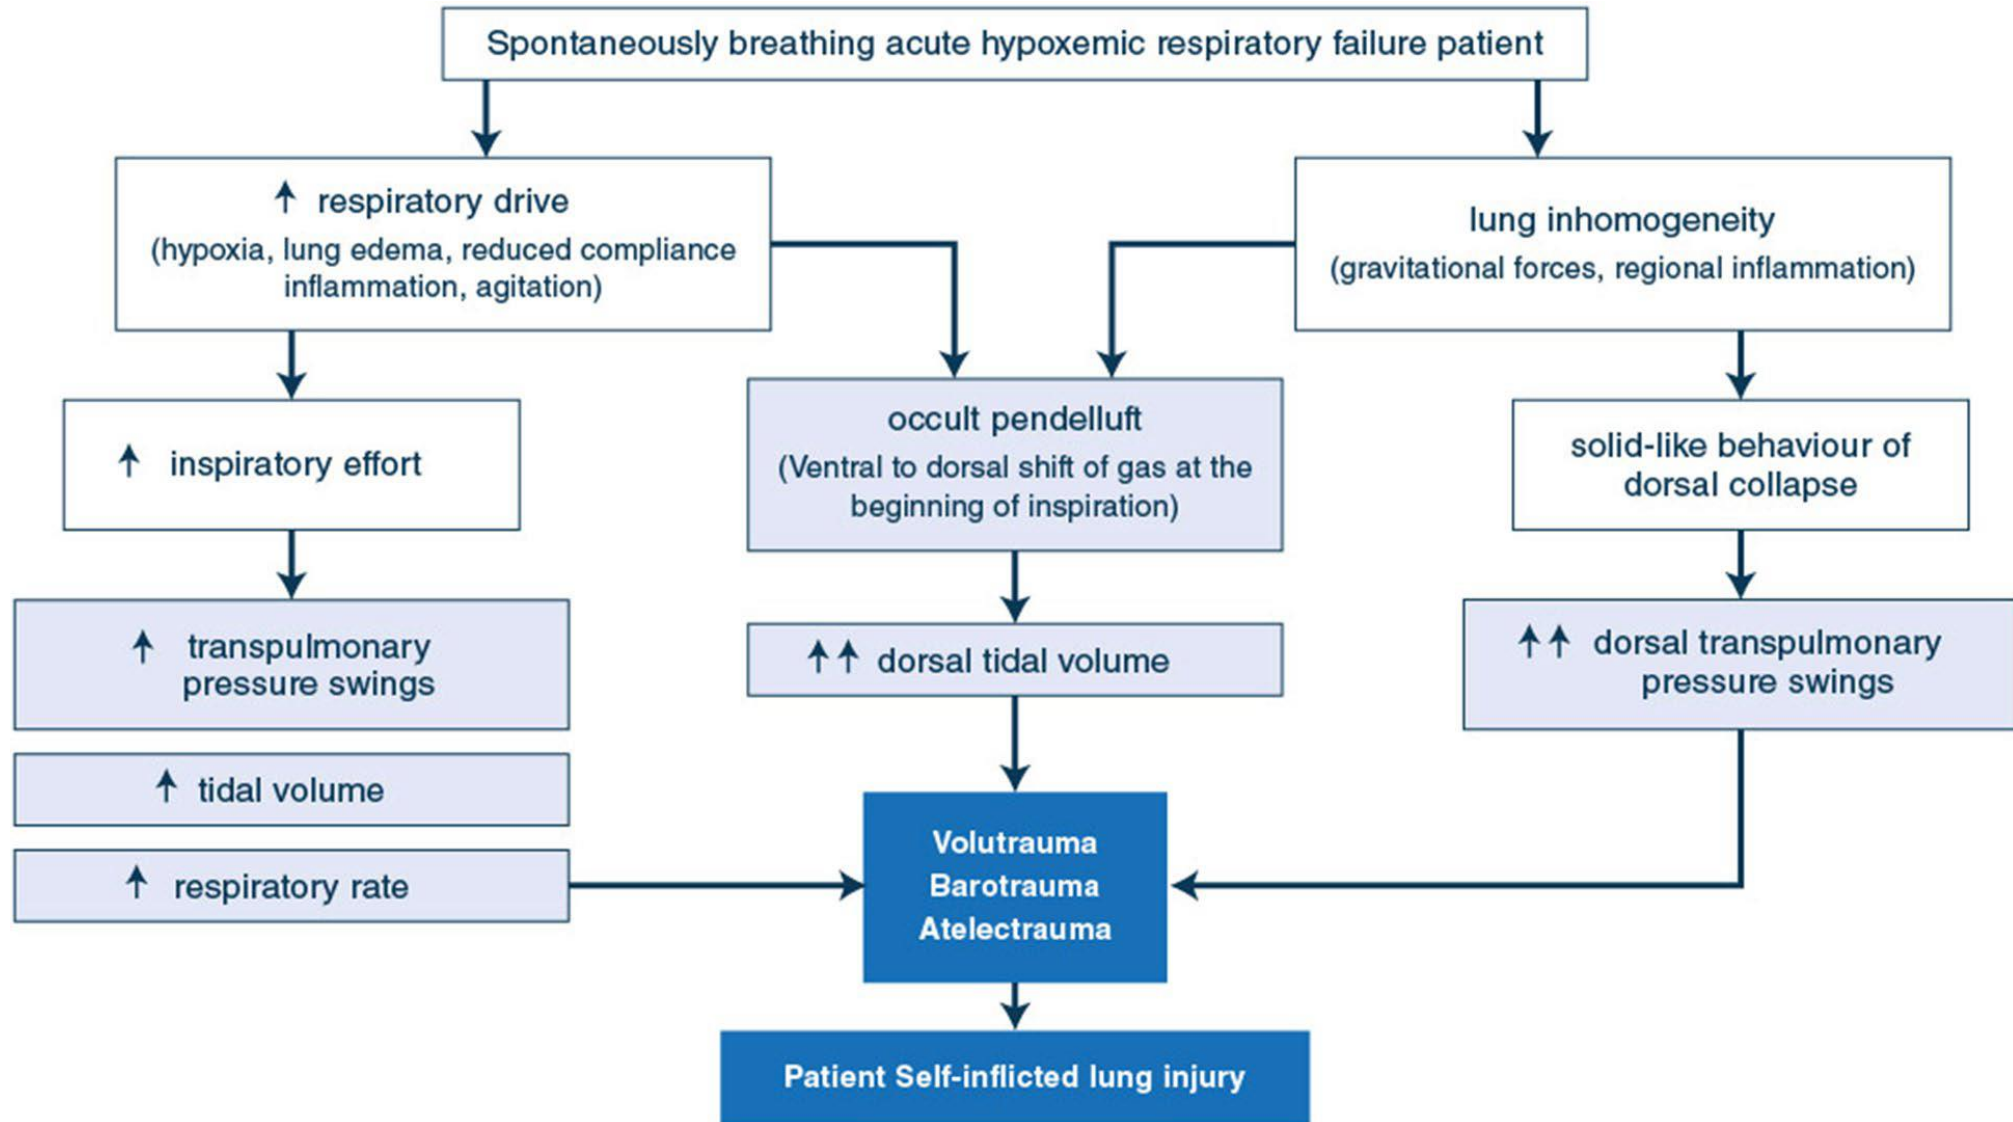 Spontaneously breathing acute hypoxemic respiratory failure patient
↑ respiratory drive
(hypoxia, lung edema, reduced compliance
inflammation, agitation)
lung inhomogeneity
(gravitational forces, regional inflammation)
↑ inspiratory effort
occult pendelluft
(Ventral to dorsal shift of gas at the
beginning of inspiration)
solid-like behaviour of
dorsal collapse
↑ transpulmonary
pressure swings
↑↑ dorsal tidal volume
↑↑ dorsal transpulmonary
pressure swings
↑ tidal volume
↑ respiratory rate
Volutrauma
Barotrauma
Atelectrauma
Patient Self-inflicted lung injury